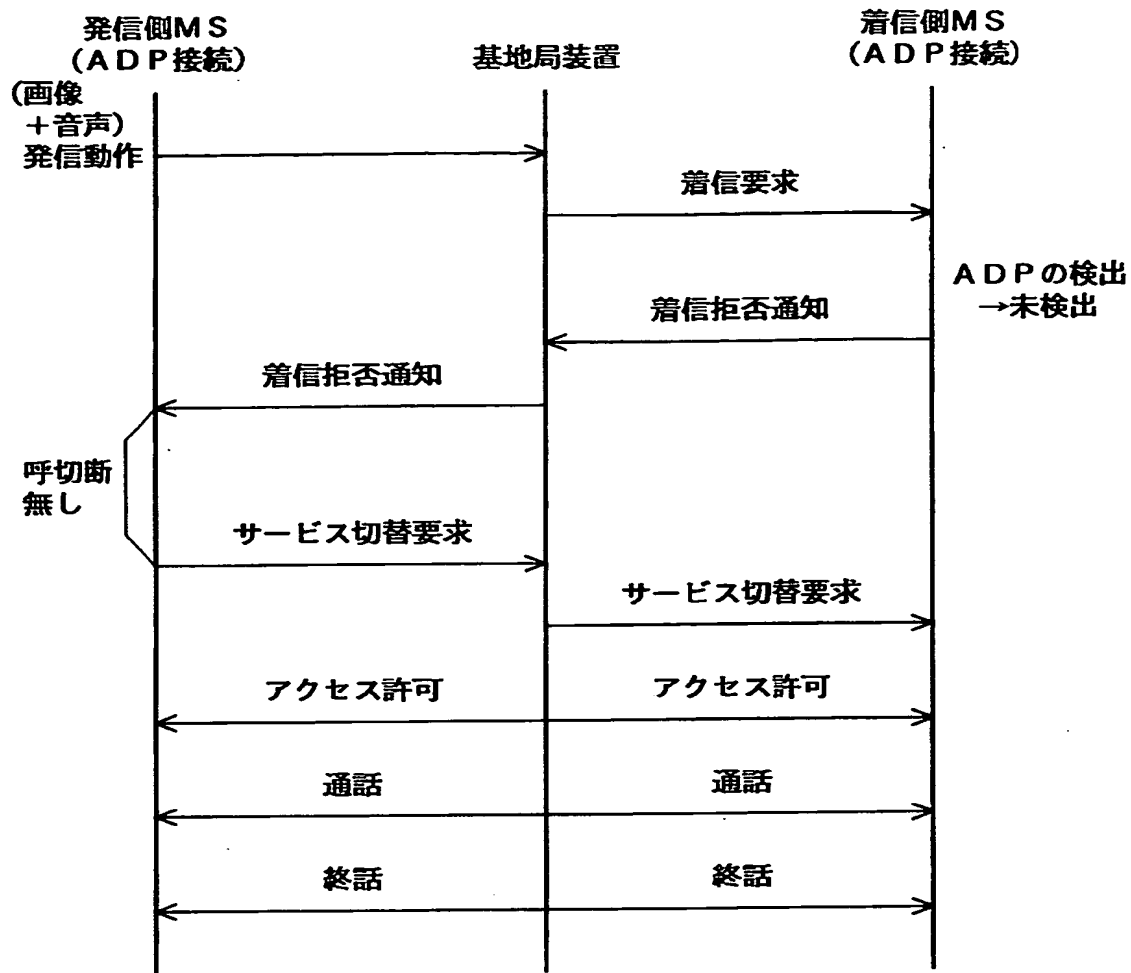 発信側ＭＳ
（ＡＤＰ接続）
基地局装置
着信側ＭＳ
（ＡＤＰ接続）
（画像
＋音声）
発信動作
着信要求
ＡＤＰの検出
→未検出
着信拒否通知
着信拒否通知
呼切断
無し
サービス切替要求
サービス切替要求
アクセス許可
アクセス許可
通話
通話
終話
終話